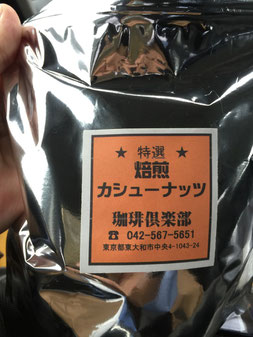 ★ 特選 ★
焙煎
カシューナッツ
珈琲倶楽部
☎ 042-567-5651
東京都東大和市中央4-1043-24